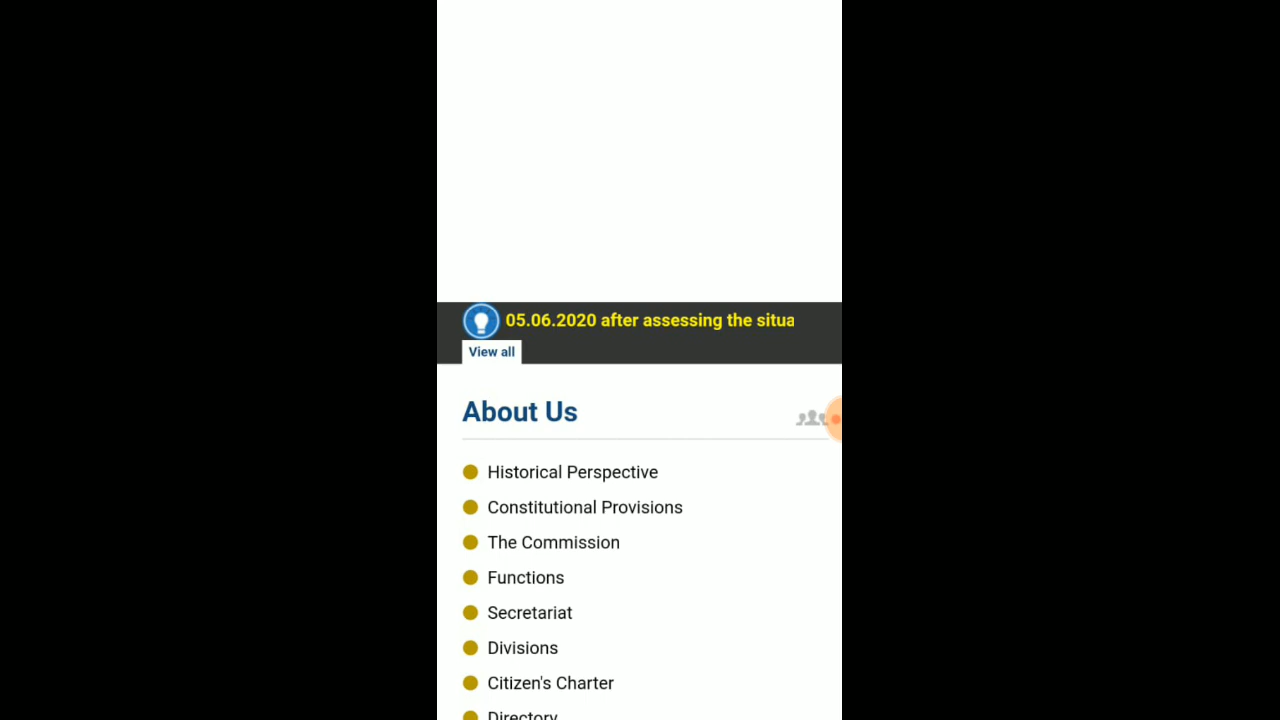 05.06.2020 after assessing the situa
View all
About Us
Historical Perspective
Constitutional Provisions
The Commission
Functions
Secretariat
Divisions
Citizen's Charter
Directory